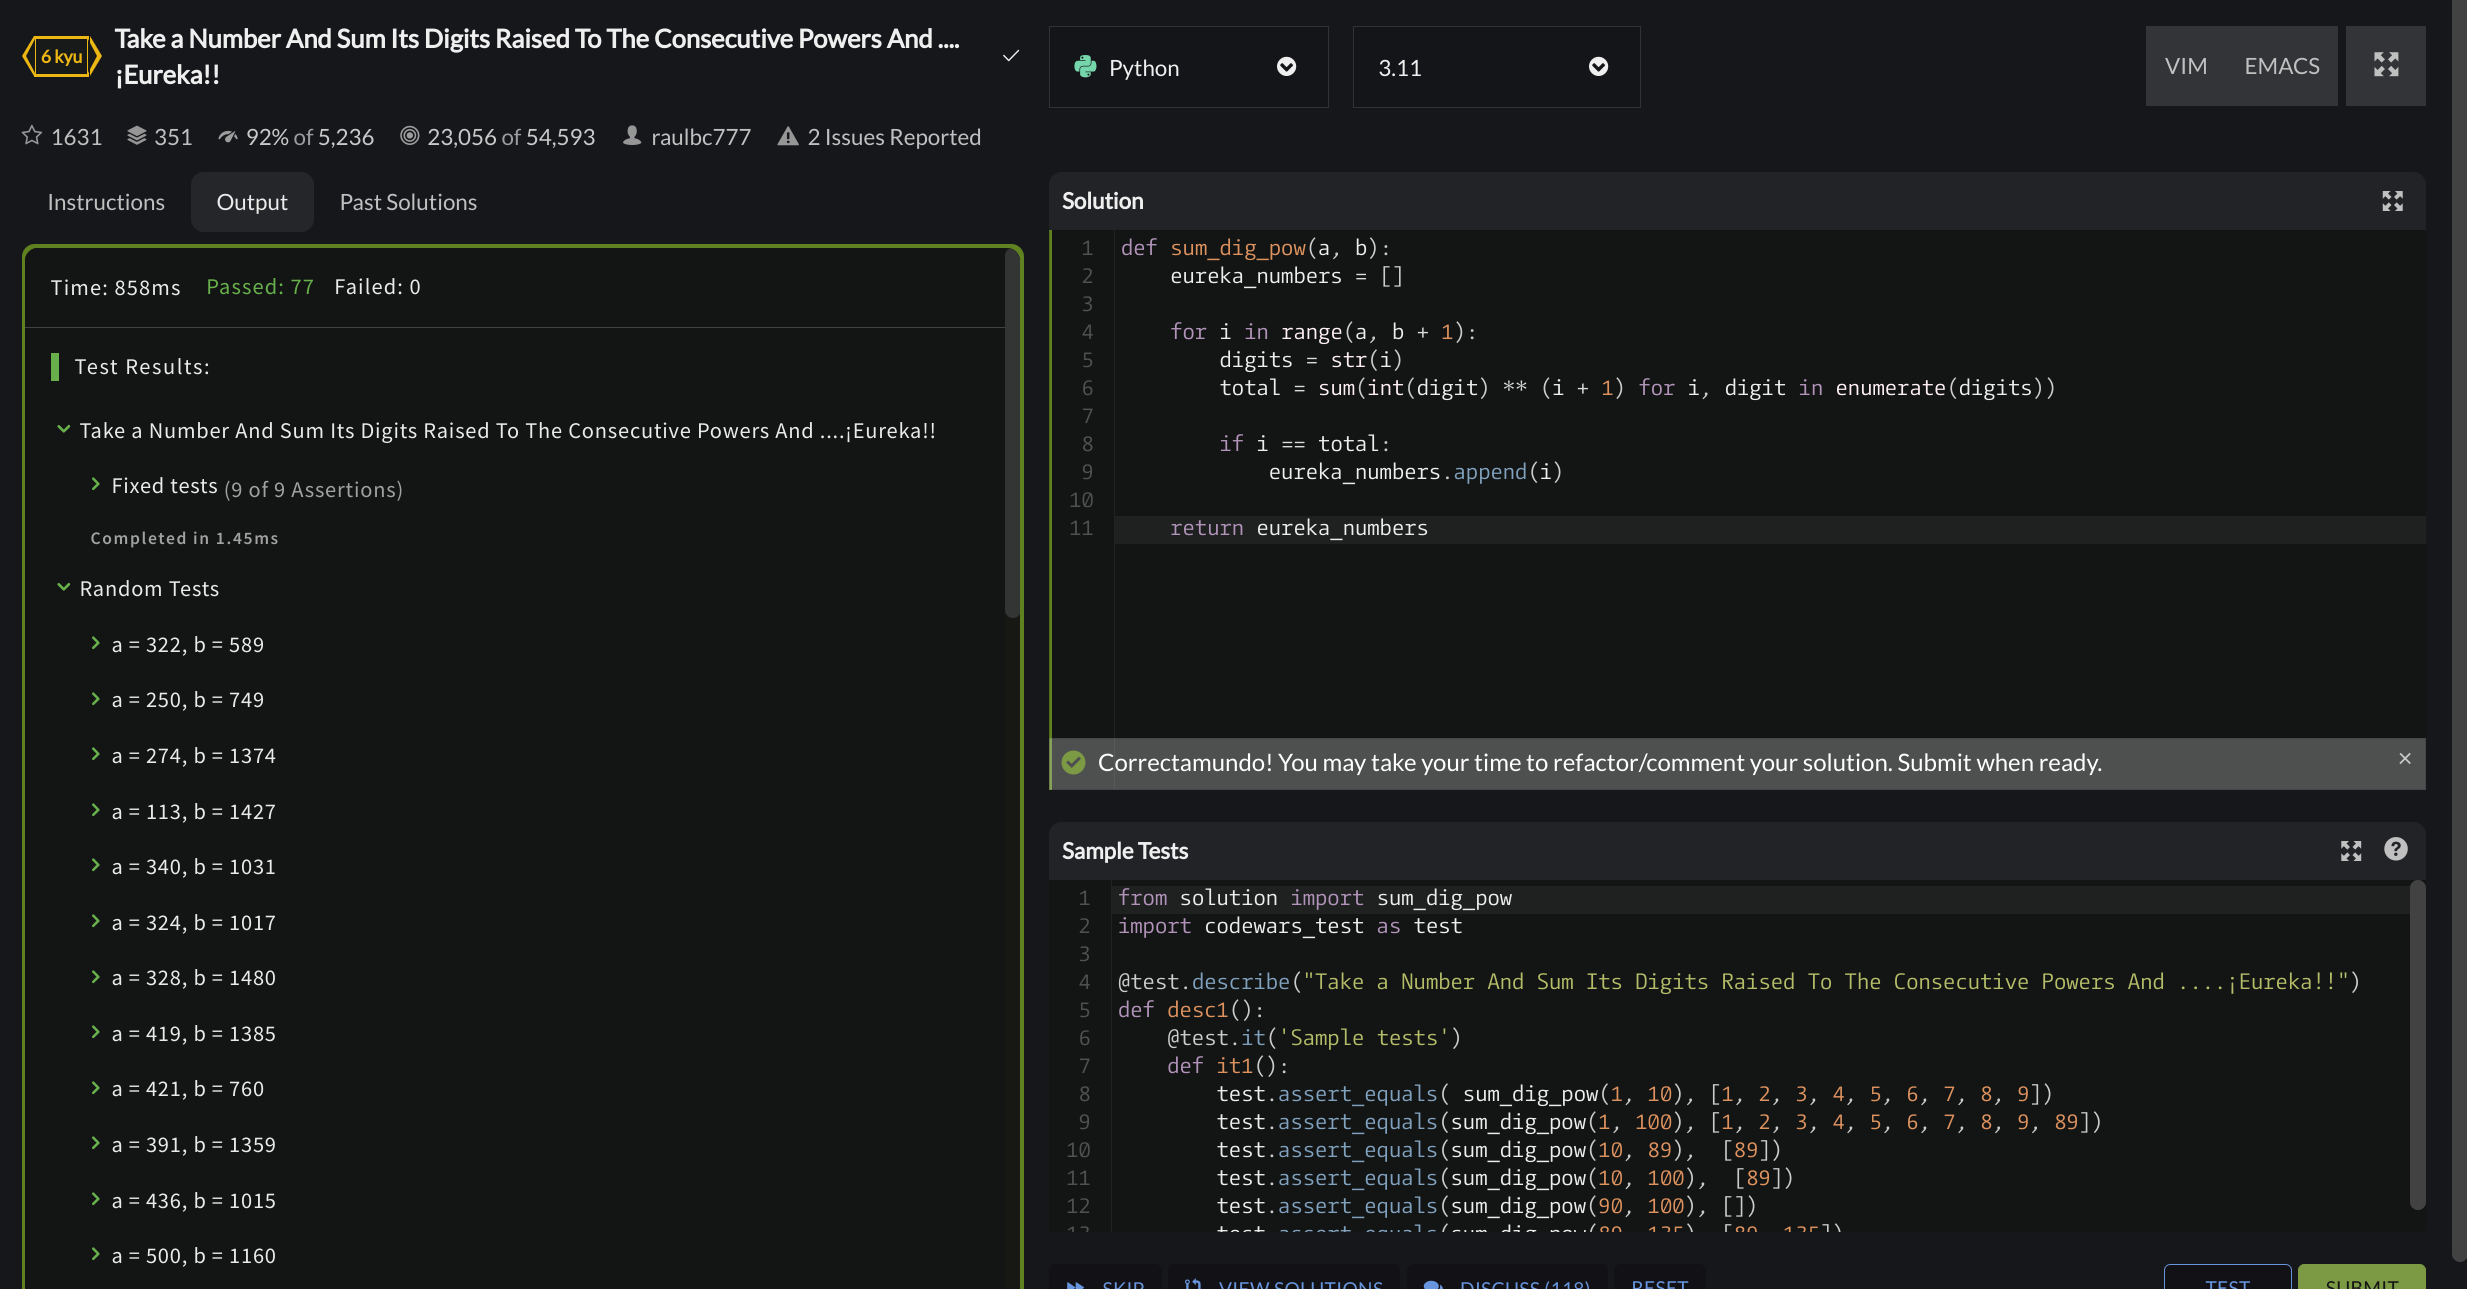 6 kyu
Take a Number And Sum Its Digits Raised To The Consecutive Powers And ....
¡Eureka!!
1631 351 92% of 5,236 23,056 of 54,593 raulbc777 2 Issues Reported
Instructions Output Past Solutions
Time: 858ms Passed: 77 Failed: 0
Test Results:
Take a Number And Sum Its Digits Raised To The Consecutive Powers And ....¡Eureka!!
Fixed tests (9 of 9 Assertions)
Completed in 1.45ms
Random Tests
a = 322, b = 589
a = 250, b = 749
a = 274, b = 1374
a = 113, b = 1427
a = 340, b = 1031
a = 324, b = 1017
a = 328, b = 1480
a = 419, b = 1385
a = 421, b = 760
a = 391, b = 1359
a = 436, b = 1015
a = 500, b = 1160
Python 3.11 VIM EMACS
Solution
1 def sum_dig_pow(a, b):
2     eureka_numbers = []
3
4     for i in range(a, b + 1):
5         digits = str(i)
6         total = sum(int(digit) ** (i + 1) for i, digit in enumerate(digits))
7
8         if i == total:
9             eureka_numbers.append(i)
10
11     return eureka_numbers
Correctamundo! You may take your time to refactor/comment your solution. Submit when ready.
Sample Tests
1 from solution import sum_dig_pow
2 import codewars_test as test
3
4 @test.describe("Take a Number And Sum Its Digits Raised To The Consecutive Powers And ....¡Eureka!!")
5 def desc1():
6     @test.it('Sample tests')
7     def it1():
8         test.assert_equals( sum_dig_pow(1, 10), [1, 2, 3, 4, 5, 6, 7, 8, 9])
9         test.assert_equals(sum_dig_pow(1, 100), [1, 2, 3, 4, 5, 6, 7, 8, 9, 89])
10         test.assert_equals(sum_dig_pow(10, 89),  [89])
11         test.assert_equals(sum_dig_pow(10, 100),  [89])
12         test.assert_equals(sum_dig_pow(90, 100), [])
13         test.assert_equals(sum_dig_pow(89, 135), [89, 135])
SKIP VIEW SOLUTIONS DISCUSS (118) RESET TEST SUBMIT